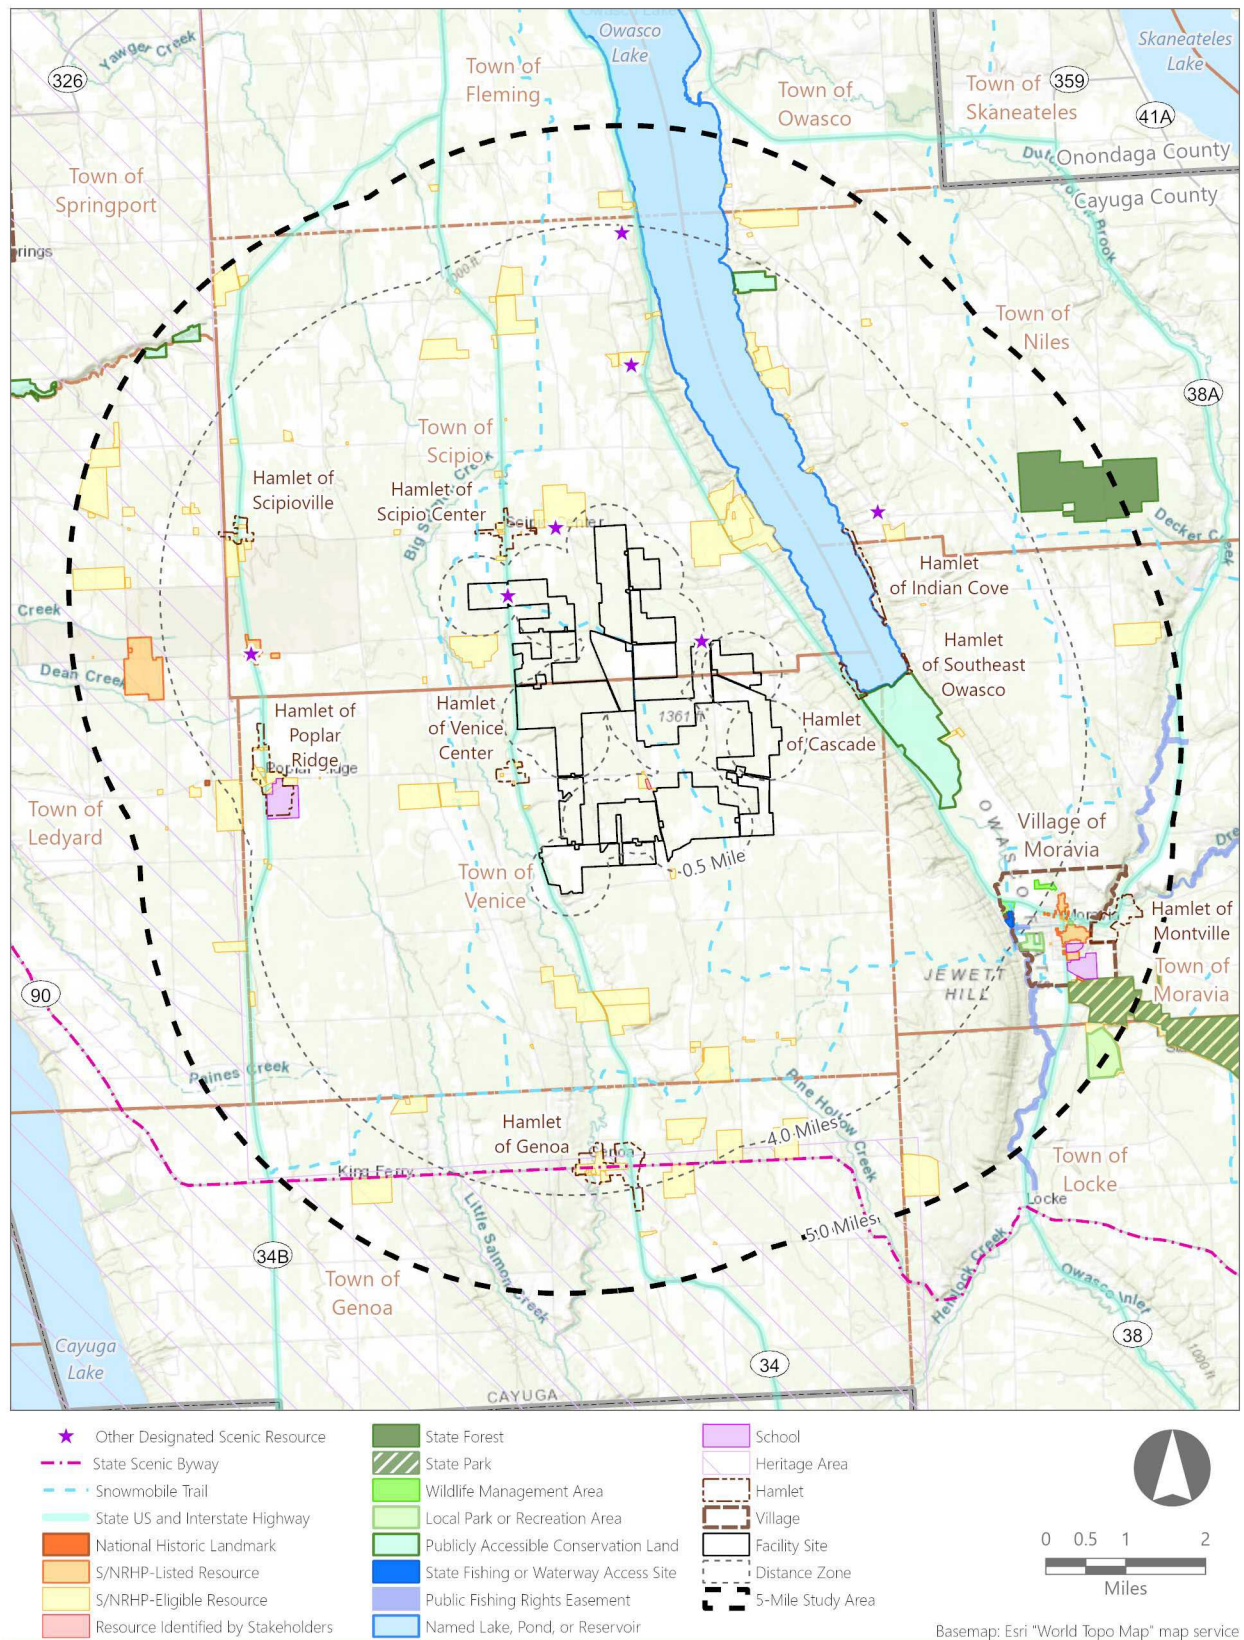 Owasco
Lake
Skaneateles
Lake
Yawger Creek
326
Town of
Fleming
Town of
Owasco
Town of
Skaneateles
359
41A
Onondaga County
Cayuga County
Town of
Springport
prings
Town of
Niles
38A
Town of
Scipio
Hamlet of
Scipioville
Hamlet of
Scipio Center
Decker Creek
Hamlet
of Indian Cove
Creek
Dean Creek
Hamlet
of Southeast
Owasco
Hamlet of
Poplar
Ridge
Hamlet
of Venice
Center
1361 ft
Hamlet
of Cascade
Town of
Ledyard
Village of
Moravia
Town of
Venice
0.5 Mile
Hamlet of
Montville
JEWETT
HILL
Town of
Moravia
90
Paines Creek
Pine Hollow Creek
Hamlet
of Genoa
Genoa
4.0 Miles
King Ferry
Town of
Locke
Locke
5.0 Miles
Little Salmon Creek
Hemlock Creek
Owasco Inlet
34B
Town of
Genoa
38
1000 ft
Cayuga
Lake
34
CAYUGA
Other Designated Scenic Resource
State Scenic Byway
Snowmobile Trail
State US and Interstate Highway
National Historic Landmark
S/NRHP-Listed Resource
S/NRHP-Eligible Resource
Resource Identified by Stakeholders
State Forest
State Park
Wildlife Management Area
Local Park or Recreation Area
Publicly Accessible Conservation Land
State Fishing or Waterway Access Site
Public Fishing Rights Easement
Named Lake, Pond, or Reservoir
School
Heritage Area
Hamlet
Village
Facility Site
Distance Zone
5-Mile Study Area
0 0.5 1 2
Miles
Basemap: Esri "World Topo Map" map service